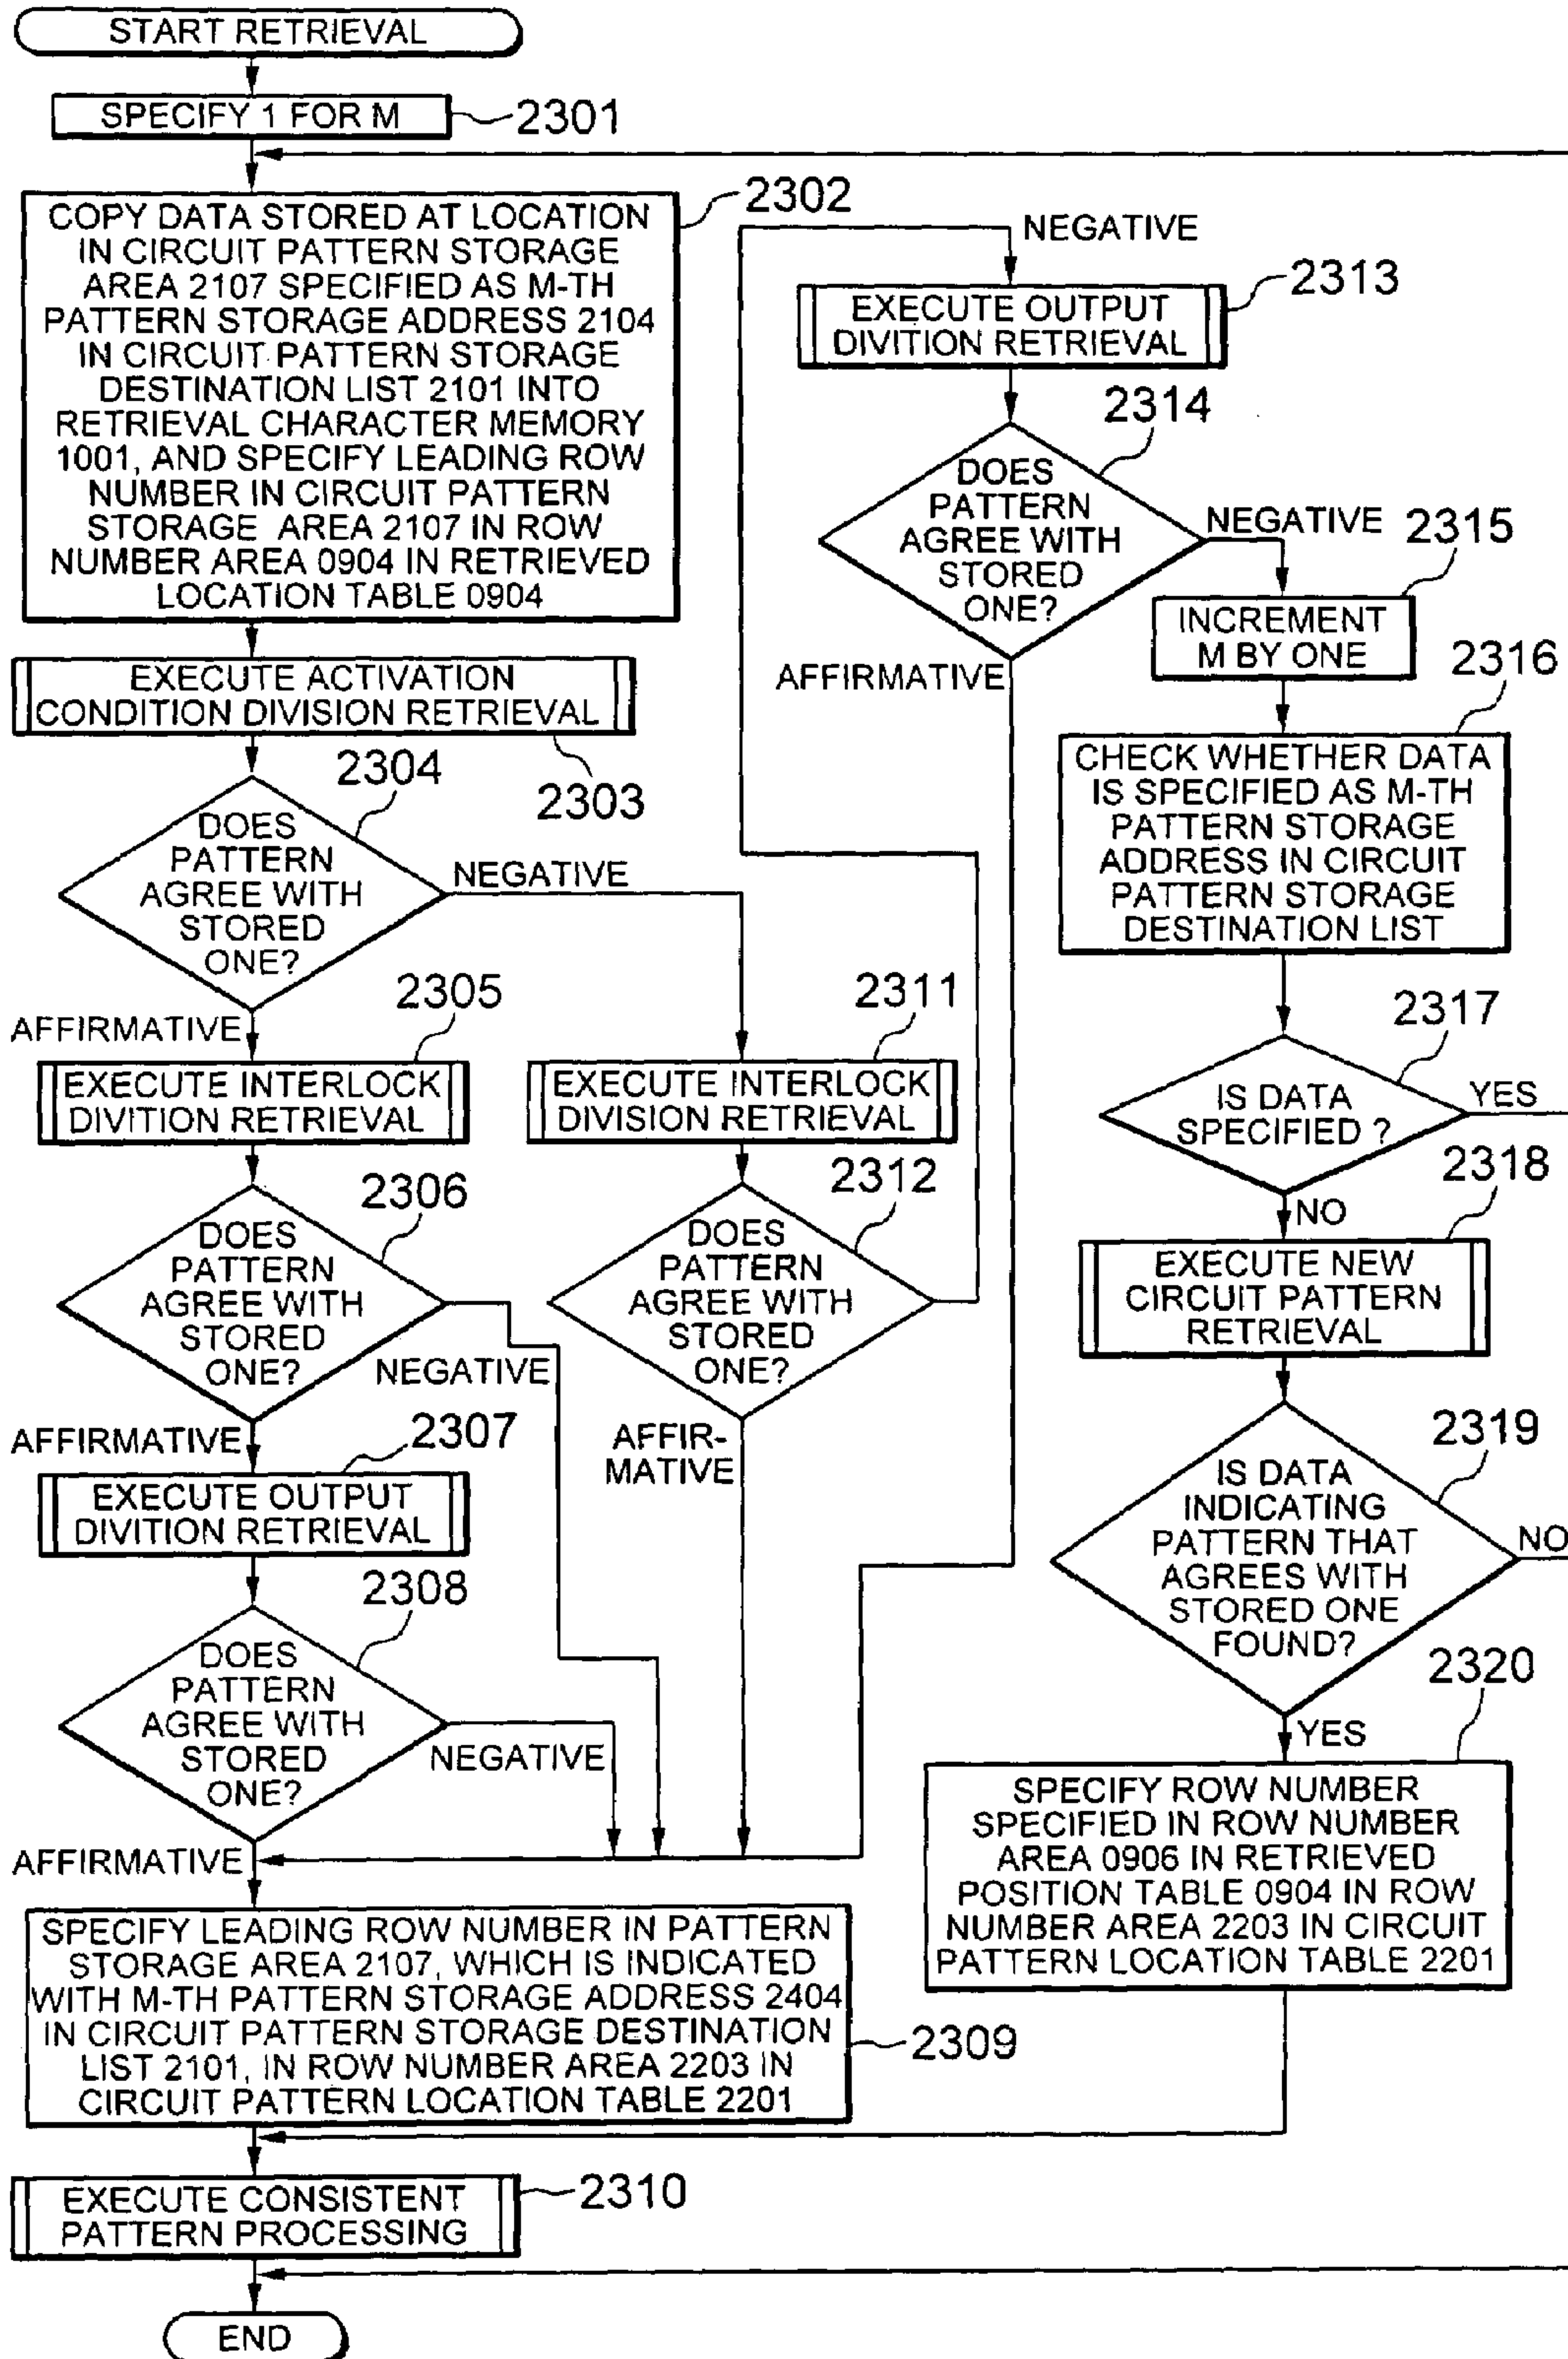 START RETRIEVAL
SPECIFY 1 FOR M
2301
COPY DATA STORED AT LOCATION
IN CIRCUIT PATTERN STORAGE
AREA 2107 SPECIFIED AS M-TH
PATTERN STORAGE ADDRESS 2104
IN CIRCUIT PATTERN STORAGE
DESTINATION LIST 2101 INTO
RETRIEVAL CHARACTER MEMORY
1001, AND SPECIFY LEADING ROW
NUMBER IN CIRCUIT PATTERN
STORAGE AREA 2107 IN ROW
NUMBER AREA 0904 IN RETRIEVED
LOCATION TABLE 0904
2302
EXECUTE ACTIVATION
CONDITION DIVISION RETRIEVAL
2303
2304
DOES
PATTERN
AGREE WITH
STORED
ONE?
NEGATIVE
AFFIRMATIVE
2305
EXECUTE INTERLOCK
DIVITION RETRIEVAL
2306
DOES
PATTERN
AGREE WITH
STORED
ONE?
NEGATIVE
AFFIRMATIVE
2307
EXECUTE OUTPUT
DIVITION RETRIEVAL
2308
DOES
PATTERN
AGREE WITH
STORED
ONE?
NEGATIVE
AFFIRMATIVE
SPECIFY LEADING ROW NUMBER IN PATTERN
STORAGE AREA 2107, WHICH IS INDICATED
WITH M-TH PATTERN STORAGE ADDRESS 2404
IN CIRCUIT PATTERN STORAGE DESTINATION
LIST 2101, IN ROW NUMBER AREA 2203 IN
CIRCUIT PATTERN LOCATION TABLE 2201
2309
EXECUTE CONSISTENT
PATTERN PROCESSING
2310
END
2311
EXECUTE INTERLOCK
DIVISION RETRIEVAL
2312
DOES
PATTERN
AGREE WITH
STORED
ONE?
AFFIR-
MATIVE
NEGATIVE
2313
EXECUTE OUTPUT
DIVITION RETRIEVAL
2314
DOES
PATTERN
AGREE WITH
STORED
ONE?
NEGATIVE
AFFIRMATIVE
2315
INCREMENT
M BY ONE
2316
CHECK WHETHER DATA
IS SPECIFIED AS M-TH
PATTERN STORAGE
ADDRESS IN CIRCUIT
PATTERN STORAGE
DESTINATION LIST
2317
IS DATA
SPECIFIED ?
YES
NO
2318
EXECUTE NEW
CIRCUIT PATTERN
RETRIEVAL
2319
IS DATA
INDICATING
PATTERN THAT
AGREES WITH
STORED ONE
FOUND?
NO
YES
2320
SPECIFY ROW NUMBER
SPECIFIED IN ROW NUMBER
AREA 0906 IN RETRIEVED
POSITION TABLE 0904 IN ROW
NUMBER AREA 2203 IN CIRCUIT
PATTERN LOCATION TABLE 2201